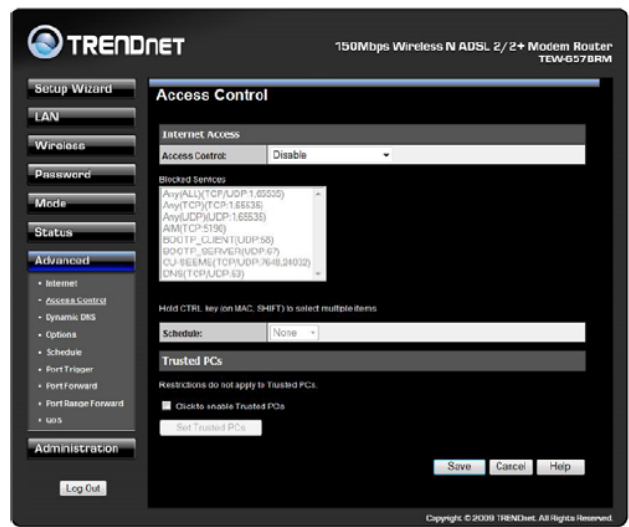 TRENDNET
150Mbps Wireless N ADSL 2/2+ Modem Router
TEW-657BRM
Setup Wizard
LAN
Wireless
Password
Mode
Status
Advanced
• Internet
• Access Control
• Dynamic DNS
• Options
• Schedule
• Port Trigger
• Port Forward
• Port Range Forward
• QOS
Administration
Log Out
Access Control
Internet Access
Access Control: Disable
Blocked Services
Any(ALL)(TCP/UDP:1,65535)
Any(TCP)(TCP:1,65535)
Any(UDP)(UDP:1,65535)
AIM(TCP:5190)
BOOTP_CLIENT(UDP:68)
BOOTP_SERVER(UDP:67)
CU-SEEME(TCP/UDP:7648,24032)
DNS(TCP/UDP:53)
Hold CTRL key (on MAC, SHIFT) to select multiple items
Schedule: None
Trusted PCs
Restrictions do not apply to Trusted PCs.
Click to enable Trusted PCs
Set Trusted PCs
Save Cancel Help
Copyright © 2009 TRENDnet. All Rights Reserved.